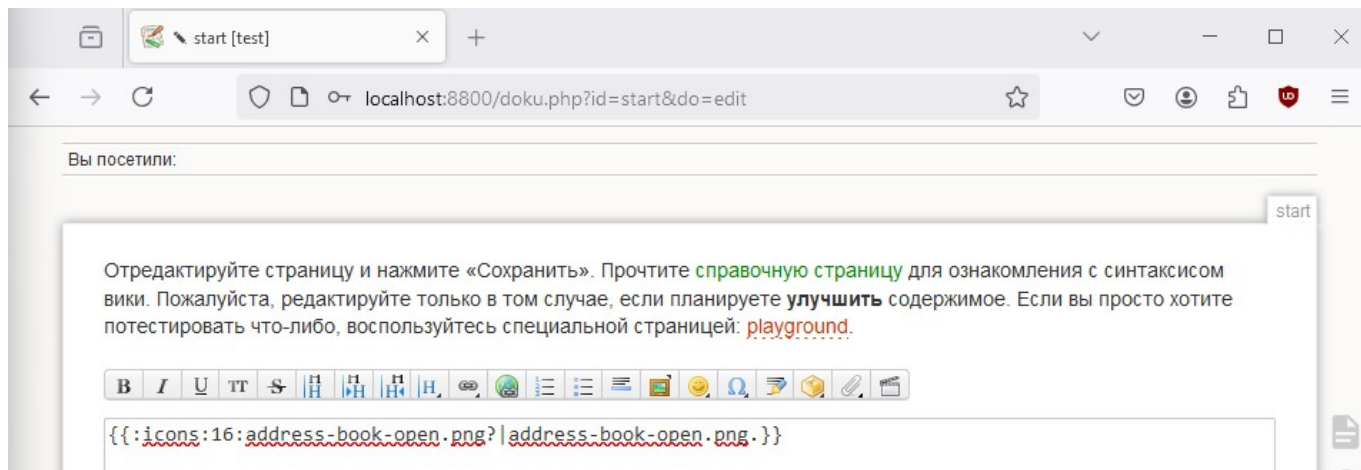 start [test]
localhost:8800/doku.php?id=start&do=edit
Вы посетили:
start
Отредактируйте страницу и нажмите «Сохранить». Прочтите справочную страницу для ознакомления с синтаксисом
вики. Пожалуйста, редактируйте только в том случае, если планируете улучшить содержимое. Если вы просто хотите
потестировать что-либо, воспользуйтесь специальной страницей: playground.
B I U TT S H H H H, Ω
{{:icons:16:address-book-open.png?|address-book-open.png.}}